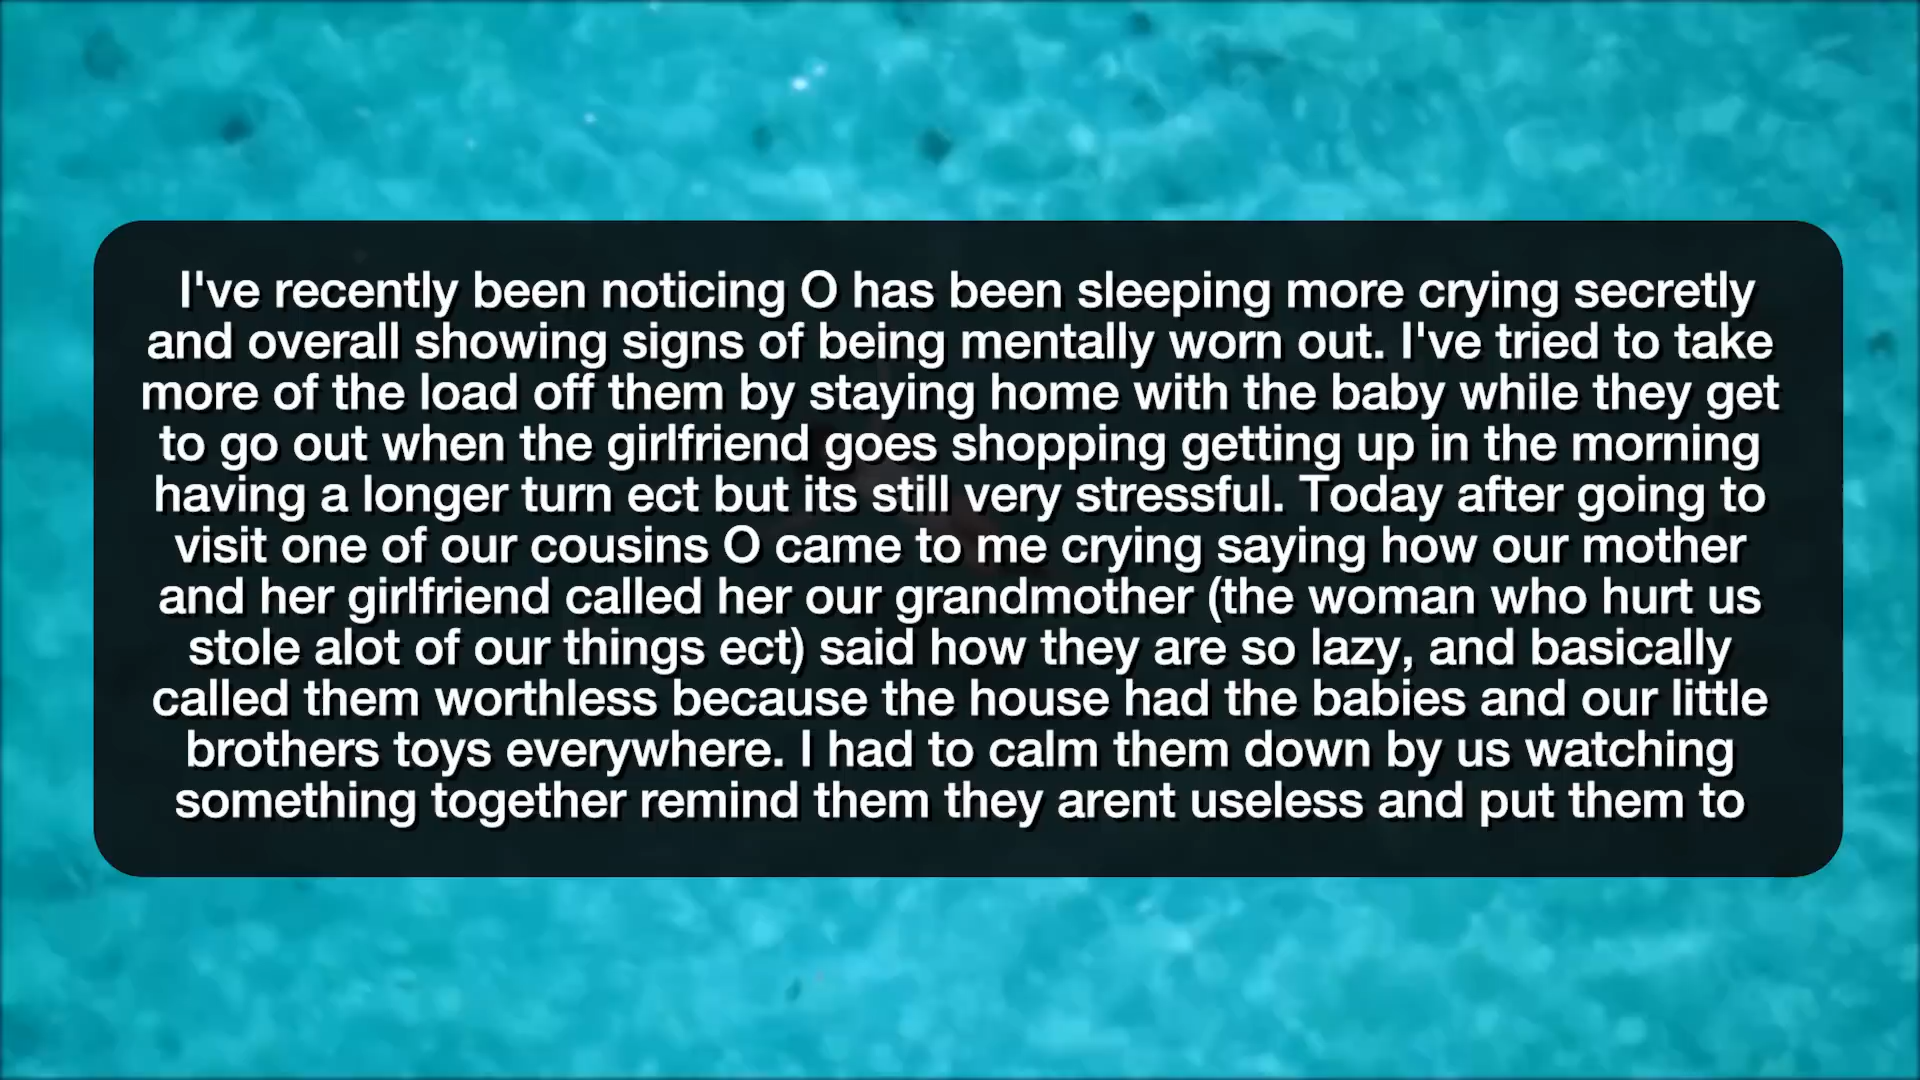 I've recently been noticing O has been sleeping more crying secretly
and overall showing signs of being mentally worn out. I've tried to take
more of the load off them by staying home with the baby while they get
to go out when the girlfriend goes shopping getting up in the morning
having a longer turn ect but its still very stressful. Today after going to
visit one of our cousins O came to me crying saying how our mother
and her girlfriend called her our grandmother (the woman who hurt us
stole alot of our things ect) said how they are so lazy, and basically
called them worthless because the house had the babies and our little
brothers toys everywhere. I had to calm them down by us watching
something together remind them they arent useless and put them to